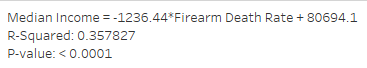 Median Income = -1236.44*Firearm Death Rate + 80694.1
R-Squared: 0.357827
P-value: < 0.0001